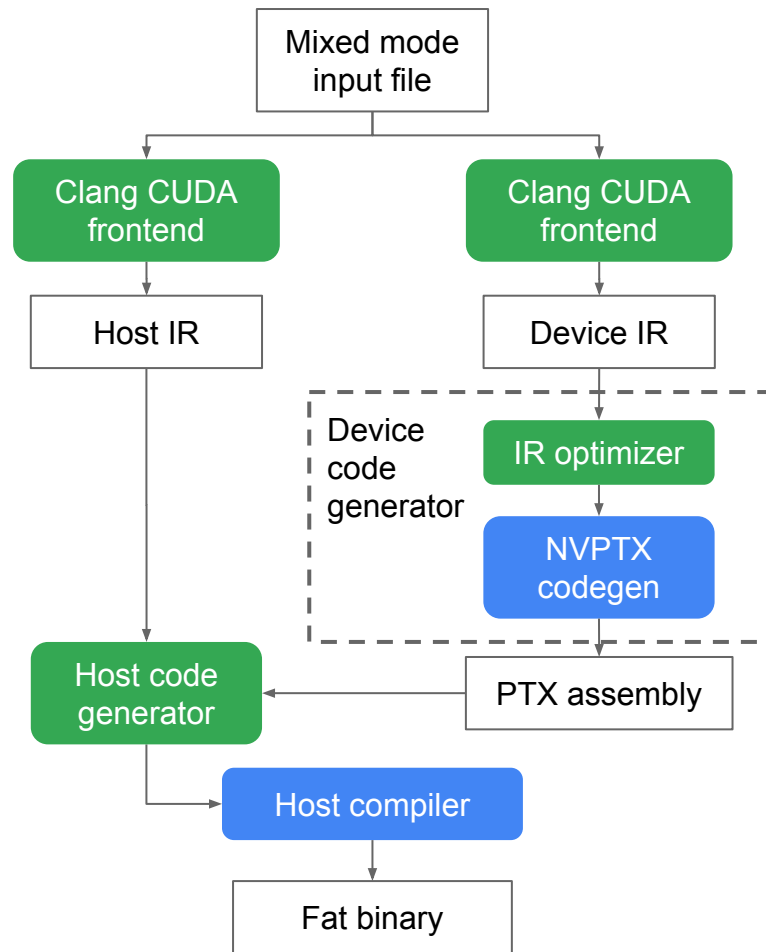 Mixed mode
input file
Clang CUDA
frontend
Clang CUDA
frontend
Host IR
Device IR
Device
code
generator
IR optimizer
NVPTX
codegen
Host code
generator
PTX assembly
Host compiler
Fat binary